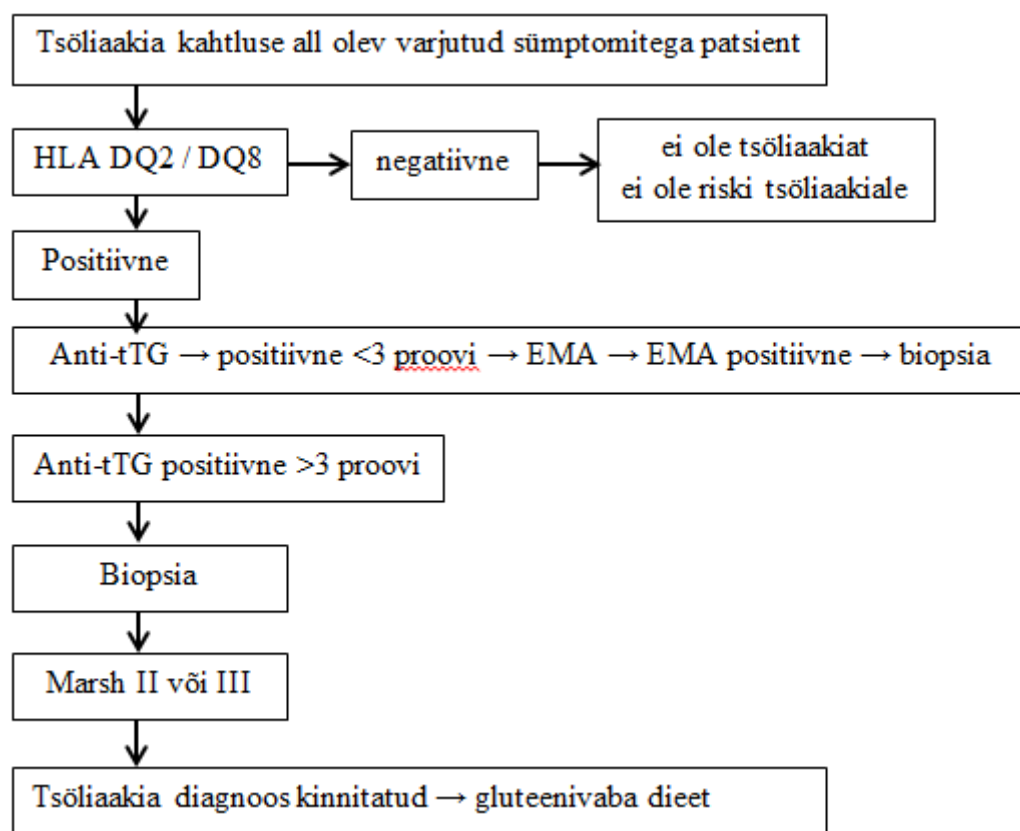 Tsöliaakia kahtluse all olev varjutud sümptomitega patsient
HLA DQ2 / DQ8
negatiivne
ei ole tsöliaakiat
ei ole riski tsöliaakiale
Positiivne
Anti-tTG → positiivne <3 proovi → EMA → EMA positiivne → biopsia
Anti-tTG positiivne >3 proovi
Biopsia
Marsh II või III
Tsöliaakia diagnoos kinnitatud → gluteenivaba dieet